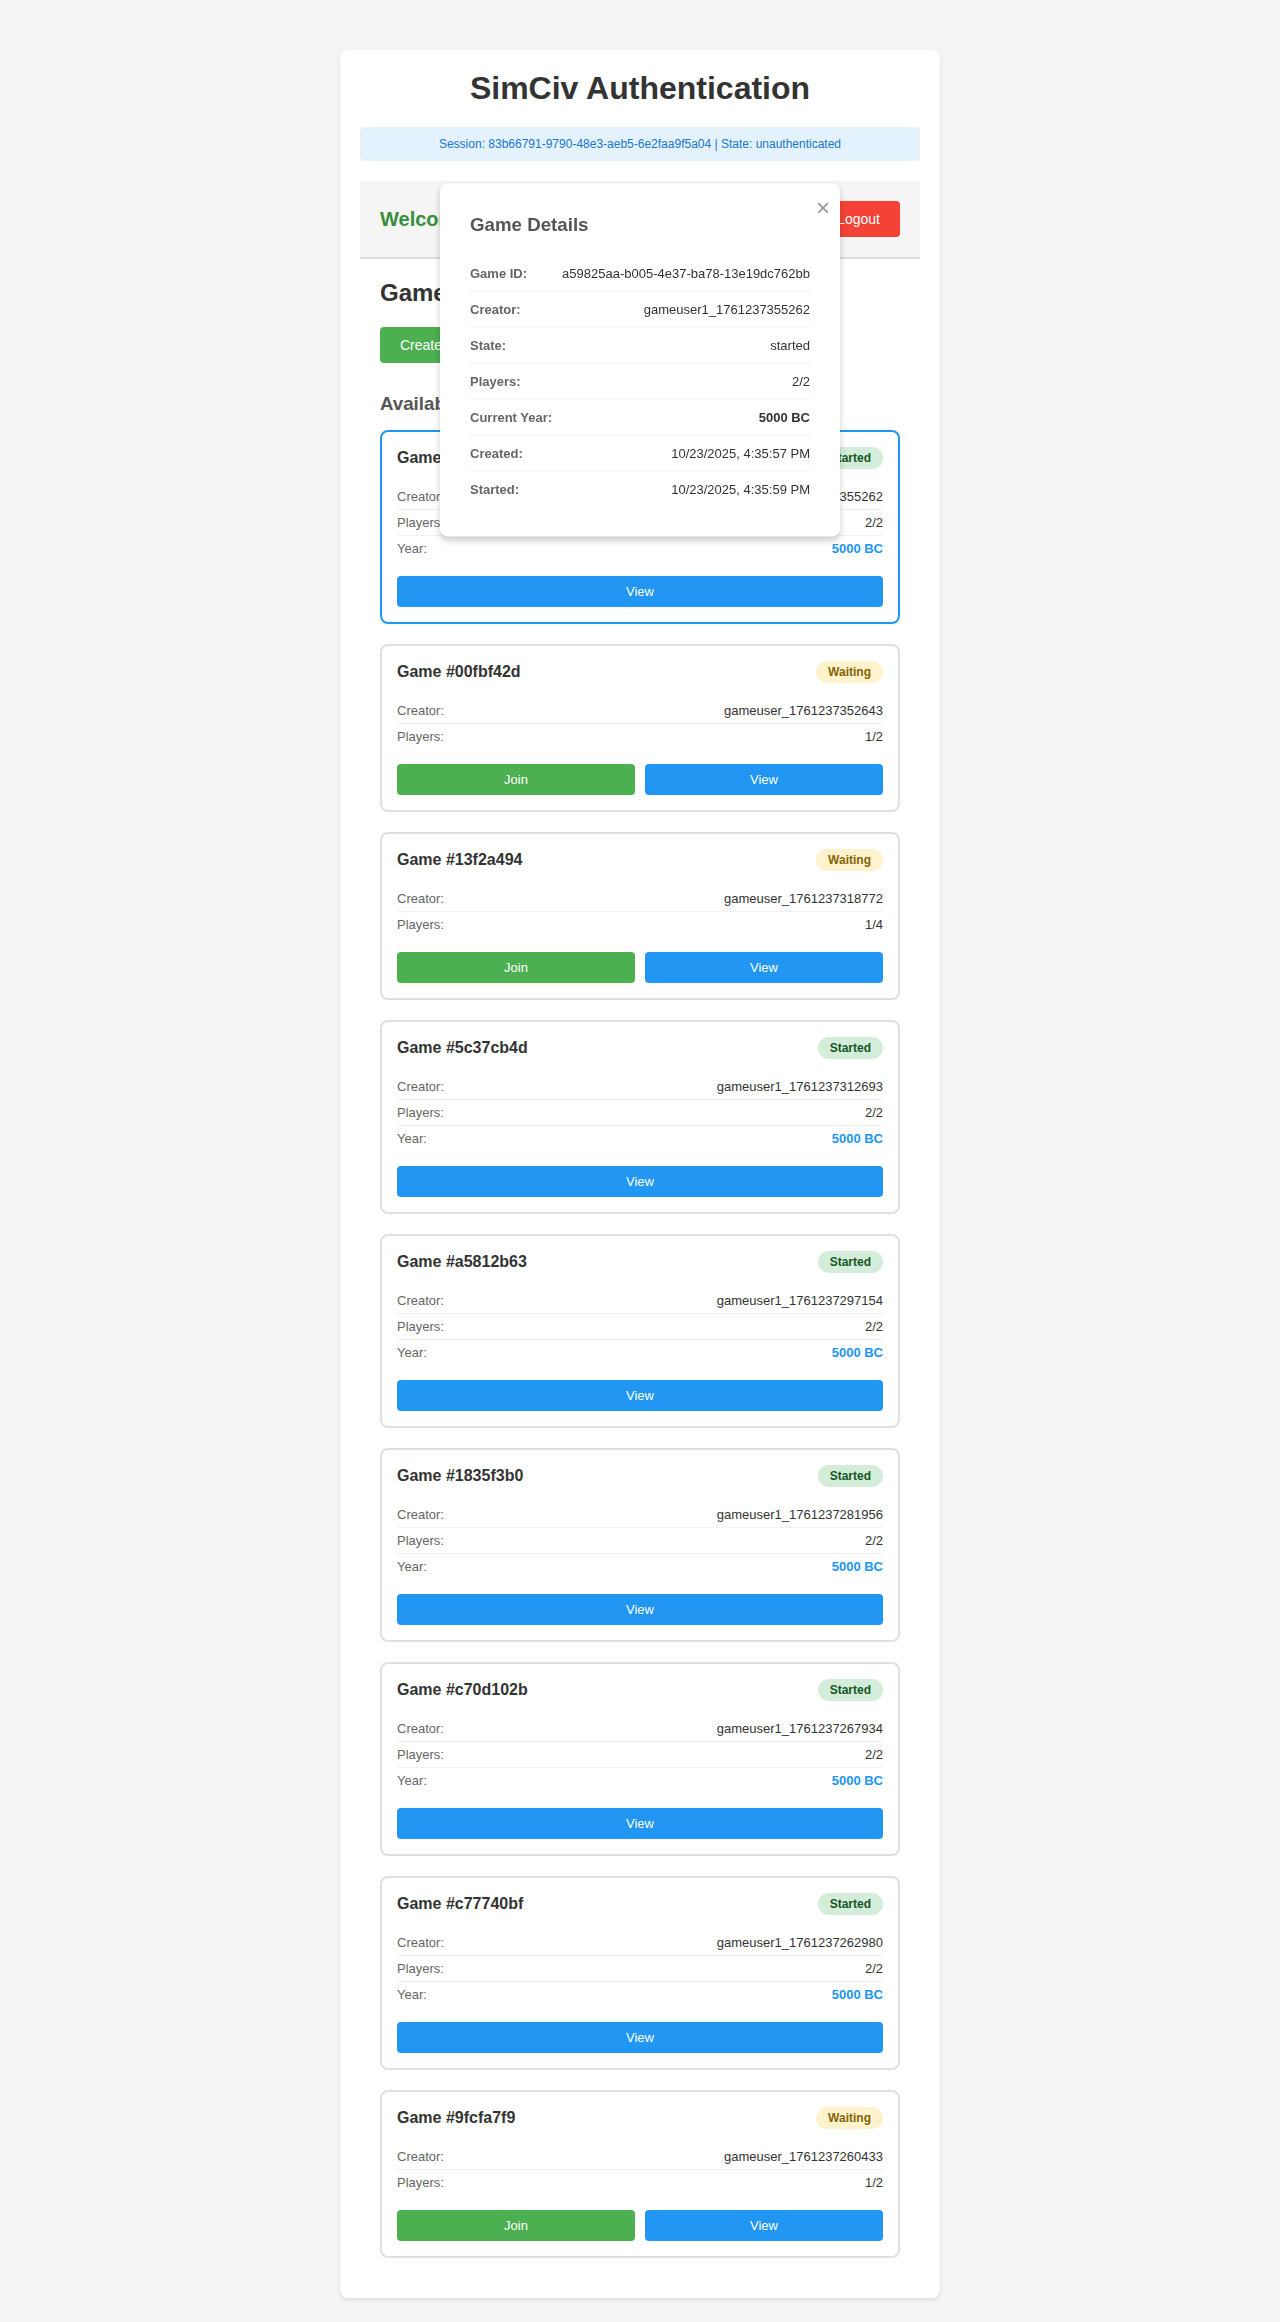 SimCiv Authentication
Session: 83b66791-9790-48e3-aeb5-6e2faa9f5a04 | State: unauthenticated
Logout
×
Game Details
Game ID: a59825aa-b005-4e37-ba78-13e19dc762bb
Creator: gameuser1_1761237355262
State: started
Players: 2/2
Current Year: 5000 BC
Created: 10/23/2025, 4:35:57 PM
Started: 10/23/2025, 4:35:59 PM
Game
Create
Game
Creator 355262
Players 2/2
Year: 5000 BC
View
Game #00fbf42d Waiting
Creator: gameuser_1761237352643
Players: 1/2
Join View
Game #13f2a494 Waiting
Creator: gameuser_1761237318772
Players: 1/4
Join View
Game #5c37cb4d Started
Creator: gameuser1_1761237312693
Players: 2/2
Year: 5000 BC
View
Game #a5812b63 Started
Creator: gameuser1_1761237297154
Players: 2/2
Year: 5000 BC
View
Game #1835f3b0 Started
Creator: gameuser1_1761237281956
Players: 2/2
Year: 5000 BC
View
Game #c70d102b Started
Creator: gameuser1_1761237267934
Players: 2/2
Year: 5000 BC
View
Game #c77740bf Started
Creator: gameuser1_1761237262980
Players: 2/2
Year: 5000 BC
View
Game #9fcfa7f9 Waiting
Creator: gameuser_1761237260433
Players: 1/2
Join View